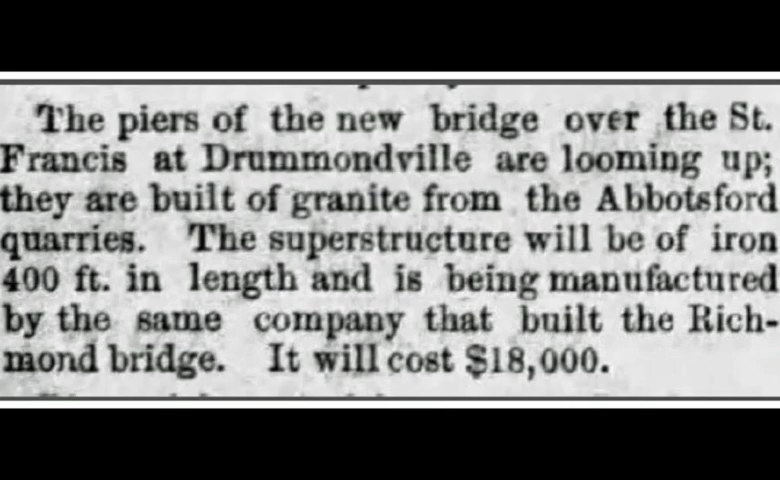 The piers of the new bridge over the St.
Francis at Drummondville are looming up;
they are built of granite from the Abbotsford
quarries. The superstructure will be of iron
400 ft. in length and is being manufactured
by the same company that built the Rich-
mond bridge. It will cost $18,000.